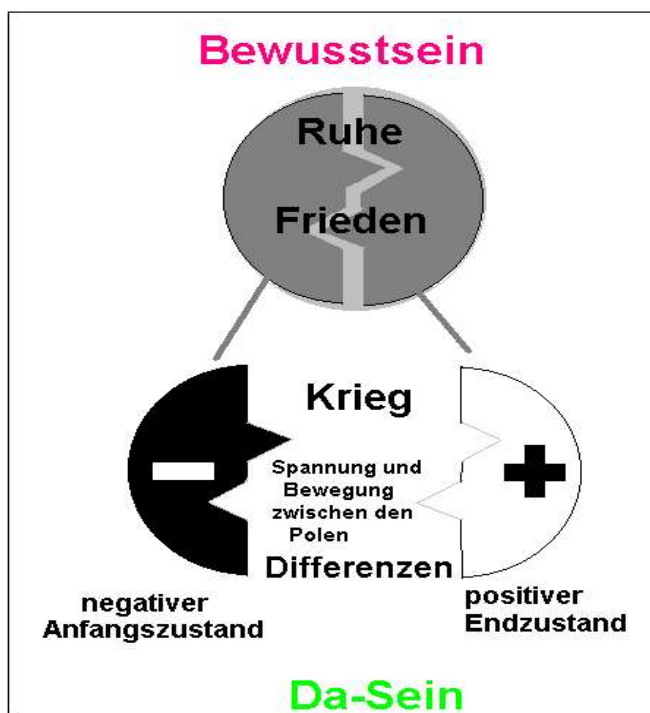 Bewusstsein
Ruhe
Frieden
Krieg
Spannung und
Bewegung
zwischen den
Polen
Differenzen
negativer
Anfangszustand
positiver
Endzustand
Da-Sein